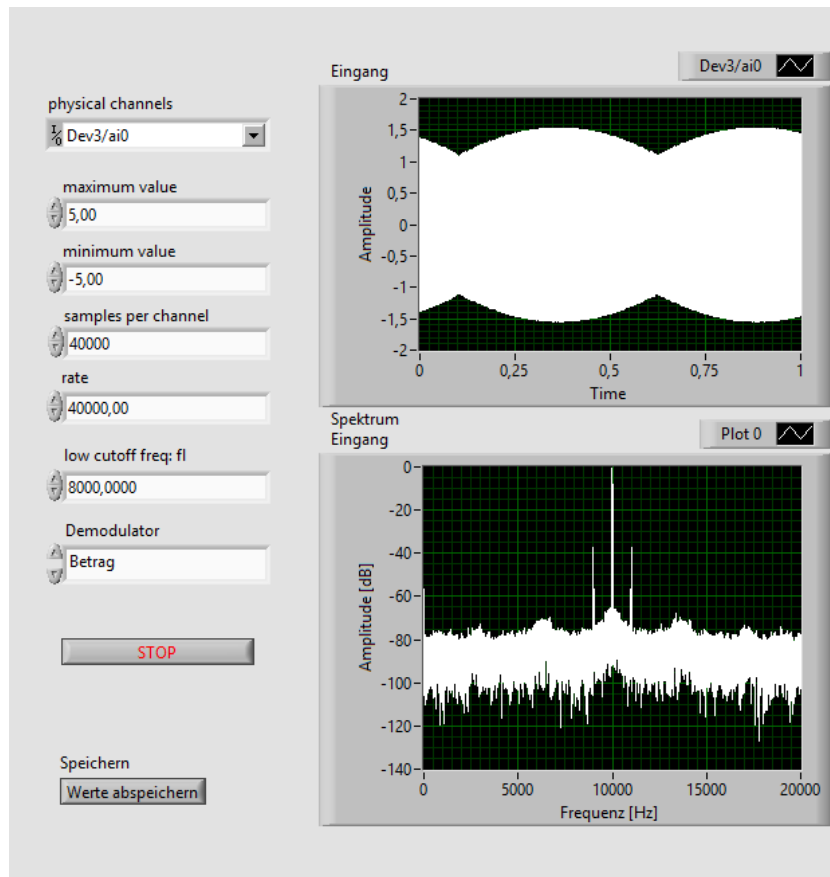 physical channels
I/0 Dev3/ai0
maximum value
5,00
minimum value
-5,00
samples per channel
40000
rate
40000,00
low cutoff freq: fl
8000,0000
Demodulator
Betrag
STOP
Speichern
Werte abspeichern
Eingang
Dev3/ai0
Amplitude
2
1,5
1
0,5
0
-0,5
-1
-1,5
-2
0 0,25 0,5 0,75 1
Time
Spektrum
Eingang
Plot 0
Amplitude [dB]
0
-20
-40
-60
-80
-100
-120
-140
0 5000 10000 15000 20000
Frequenz [Hz]